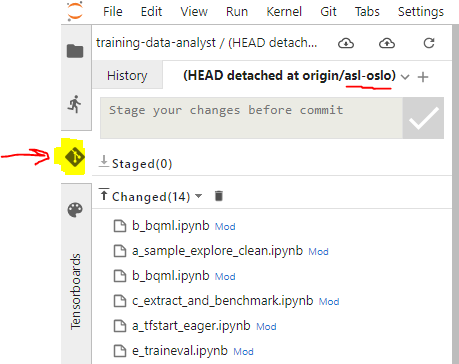 File Edit View Run Kernel Git Tabs Settings
training-data-analyst / (HEAD detach...
History (HEAD detached at origin/asl-oslo)
Stage your changes before commit
Staged(0)
Changed(14)
b_bqml.ipynb Mod
a_sample_explore_clean.ipynb Mod
b_bqml.ipynb Mod
c_extract_and_benchmark.ipynb Mod
a_tfstart_eager.ipynb Mod
e_traineval.ipynb Mod
Tensorboards